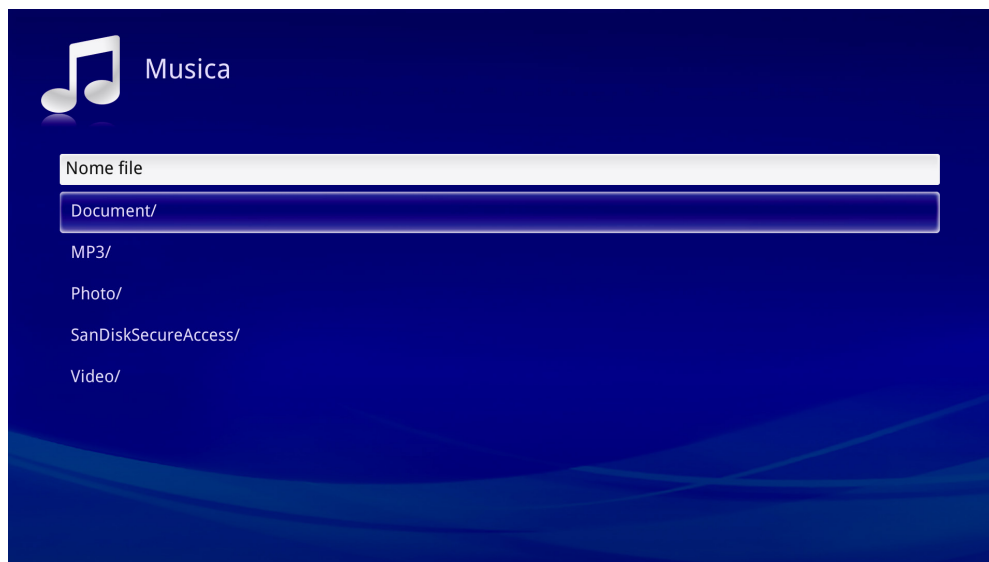 Musica
Nome file
Document/
MP3/
Photo/
SanDiskSecureAccess/
Video/